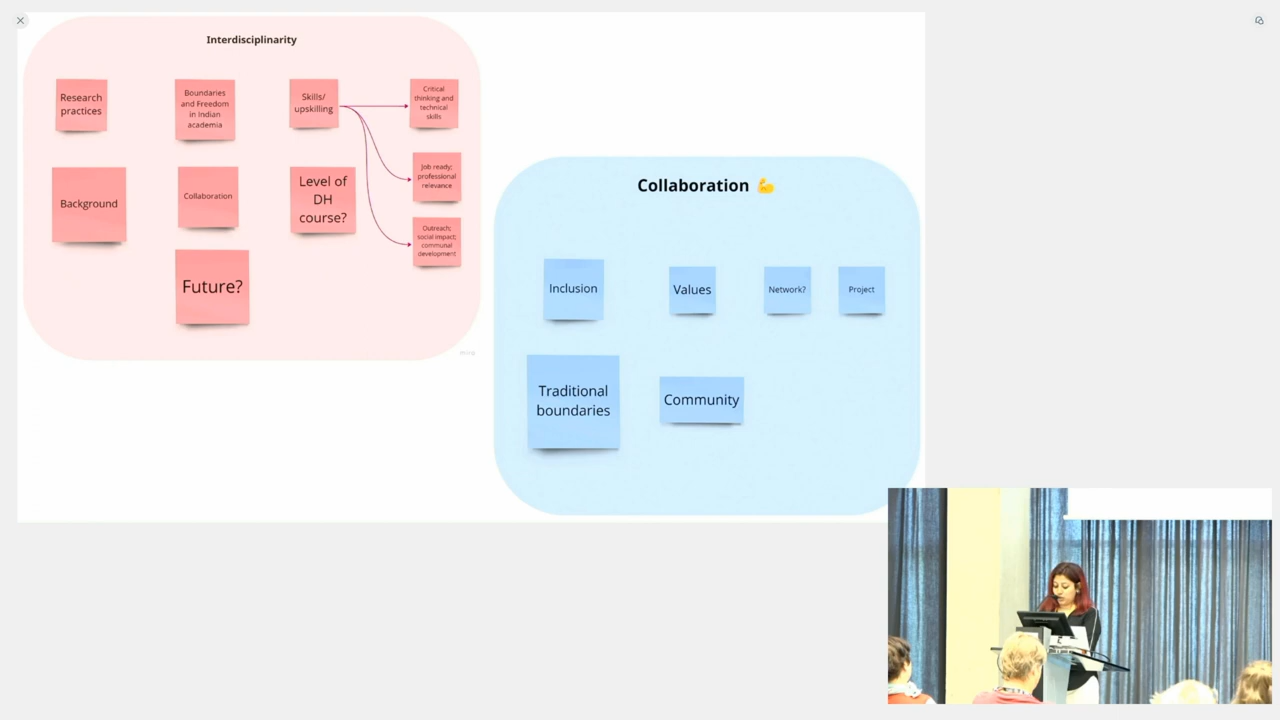 Interdisciplinarity
Research
practices
Boundaries
and Freedom
in Indian
academia
Skills/
upskilling
Critical
thinking and
technical
skills
Background
Collaboration
Level of
DH
course?
Job ready;
professional
relevance
Outreach;
social impact;
communal
development
Future?
miro
Collaboration 💪
Inclusion
Values
Network?
Project
Traditional
boundaries
Community